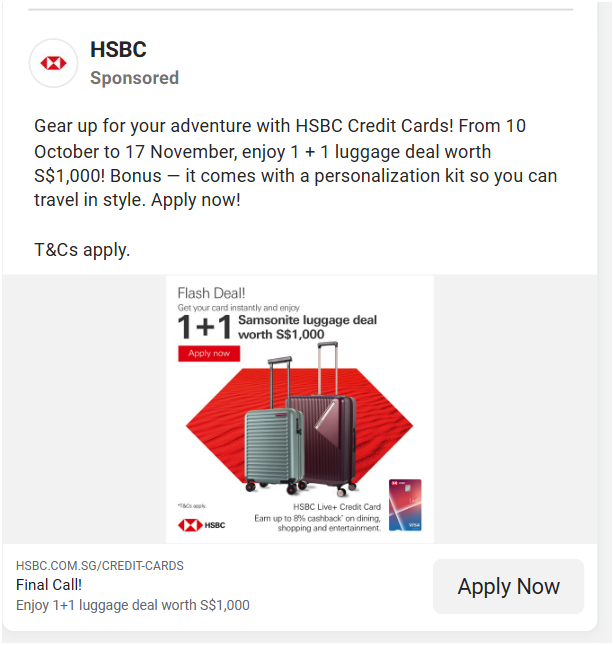 HSBC
Sponsored
Gear up for your adventure with HSBC Credit Cards! From 10
October to 17 November, enjoy 1 + 1 luggage deal worth
S$1,000! Bonus — it comes with a personalization kit so you can
travel in style. Apply now!
T&Cs apply.
Flash Deal!
Get your card instantly and enjoy
1+1 Samsonite luggage deal
worth S$1,000
Apply now
*T&Cs apply.
HSBC Live+ Credit Card
Earn up to 8% cashback* on dining,
shopping and entertainment.
HSBC
VISA
HSBC.COM.SG/CREDIT-CARDS
Final Call!
Enjoy 1+1 luggage deal worth S$1,000
Apply Now